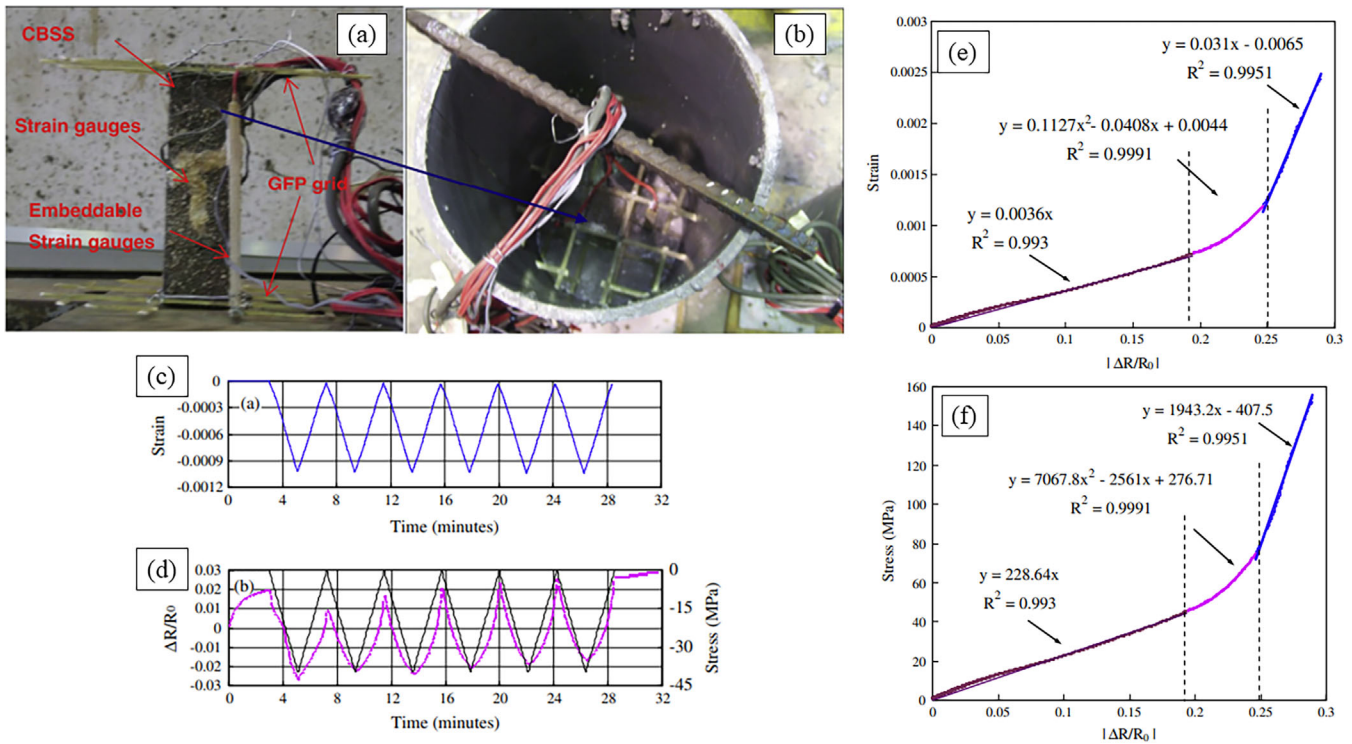 (a)
CBSS
Strain gauges
GFP grid
Embeddable
Strain gauges
(b)
(c)
0
-0.0003
-0.0006
-0.0009
-0.0012
Strain
(a)
0 4 8 12 16 20 24 28 32
Time (minutes)
(d)
0.03
0.02
0.01
0
-0.01
-0.02
-0.03
ΔR/R₀
(b)
0
-15
-30
-45
Stress (MPa)
0 4 8 12 16 20 24 28 32
Time (minutes)
(e)
0.003
0.0025
0.002
0.0015
0.001
0.0005
0
Strain
y = 0.031x - 0.0065
R² = 0.9951
y = 0.1127x² - 0.0408x + 0.0044
R² = 0.9991
y = 0.0036x
R² = 0.993
0 0.05 0.1 0.15 0.2 0.25 0.3
| ΔR/R₀ |
(f)
160
140
120
100
80
60
40
20
0
Stress (MPa)
y = 1943.2x - 407.5
R² = 0.9951
y = 7067.8x² - 2561x + 276.71
R² = 0.9991
y = 228.64x
R² = 0.993
0 0.05 0.1 0.15 0.2 0.25 0.3
| ΔR/R₀ |